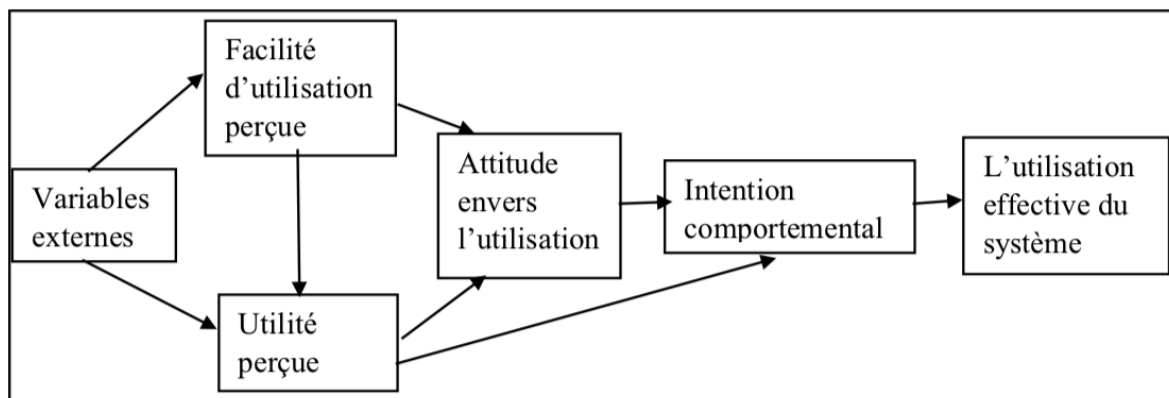 Facilité
d'utilisation
perçue
Variables
externes
Utilité
perçue
Attitude
envers
l'utilisation
Intention
comportemental
L'utilisation
effective du
système